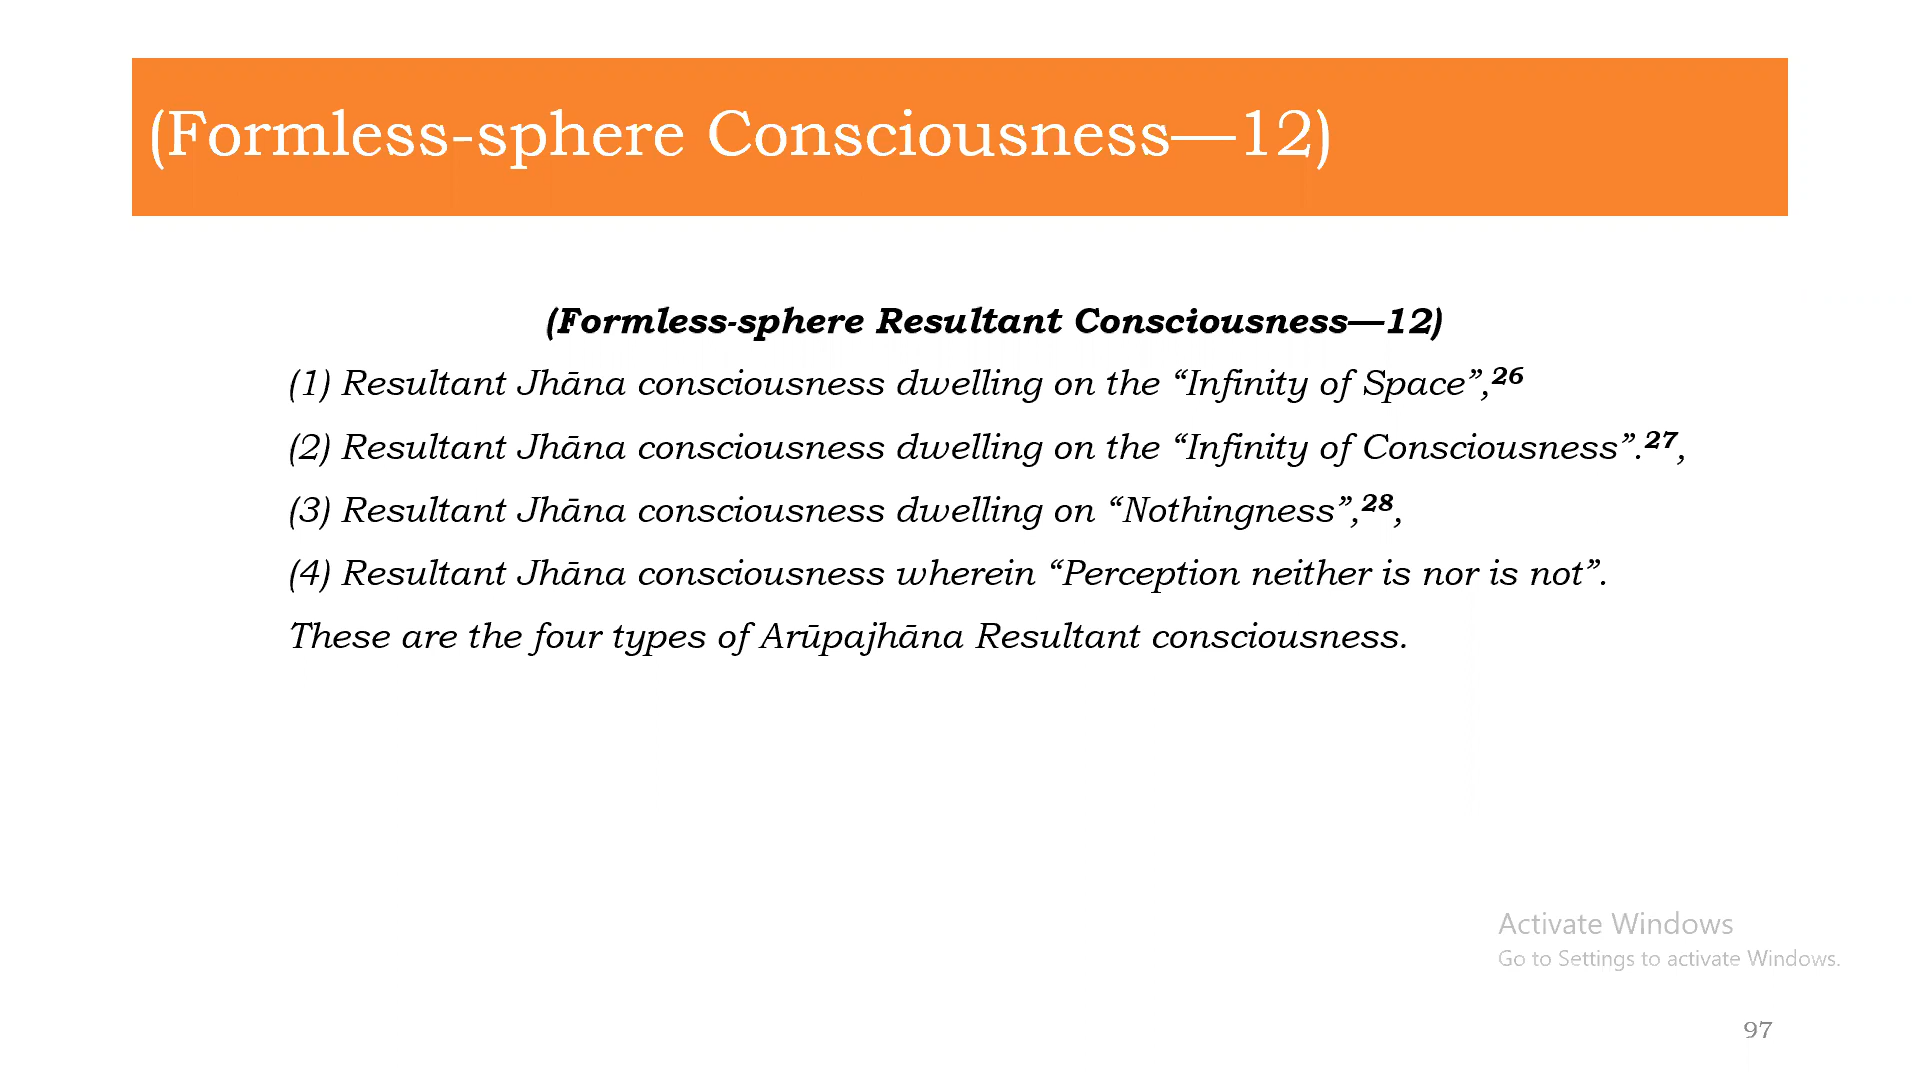 (Formless-sphere Consciousness—12)
(Formless-sphere Resultant Consciousness—12)
(1) Resultant Jhāna consciousness dwelling on the “Infinity of Space”,26
(2) Resultant Jhāna consciousness dwelling on the “Infinity of Consciousness”.27,
(3) Resultant Jhāna consciousness dwelling on “Nothingness”,28,
(4) Resultant Jhāna consciousness wherein “Perception neither is nor is not”.
These are the four types of Arūpajhāna Resultant consciousness.
Activate Windows
Go to Settings to activate Windows.
97